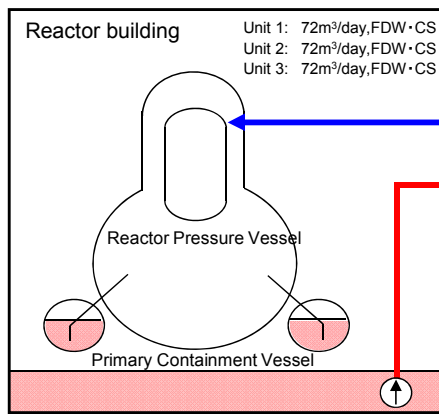 Reactor building
Unit 1: 72m³/day,FDW・CS
Unit 2: 72m³/day,FDW・CS
Unit 3: 72m³/day,FDW・CS
Reactor Pressure Vessel
Primary Containment Vessel